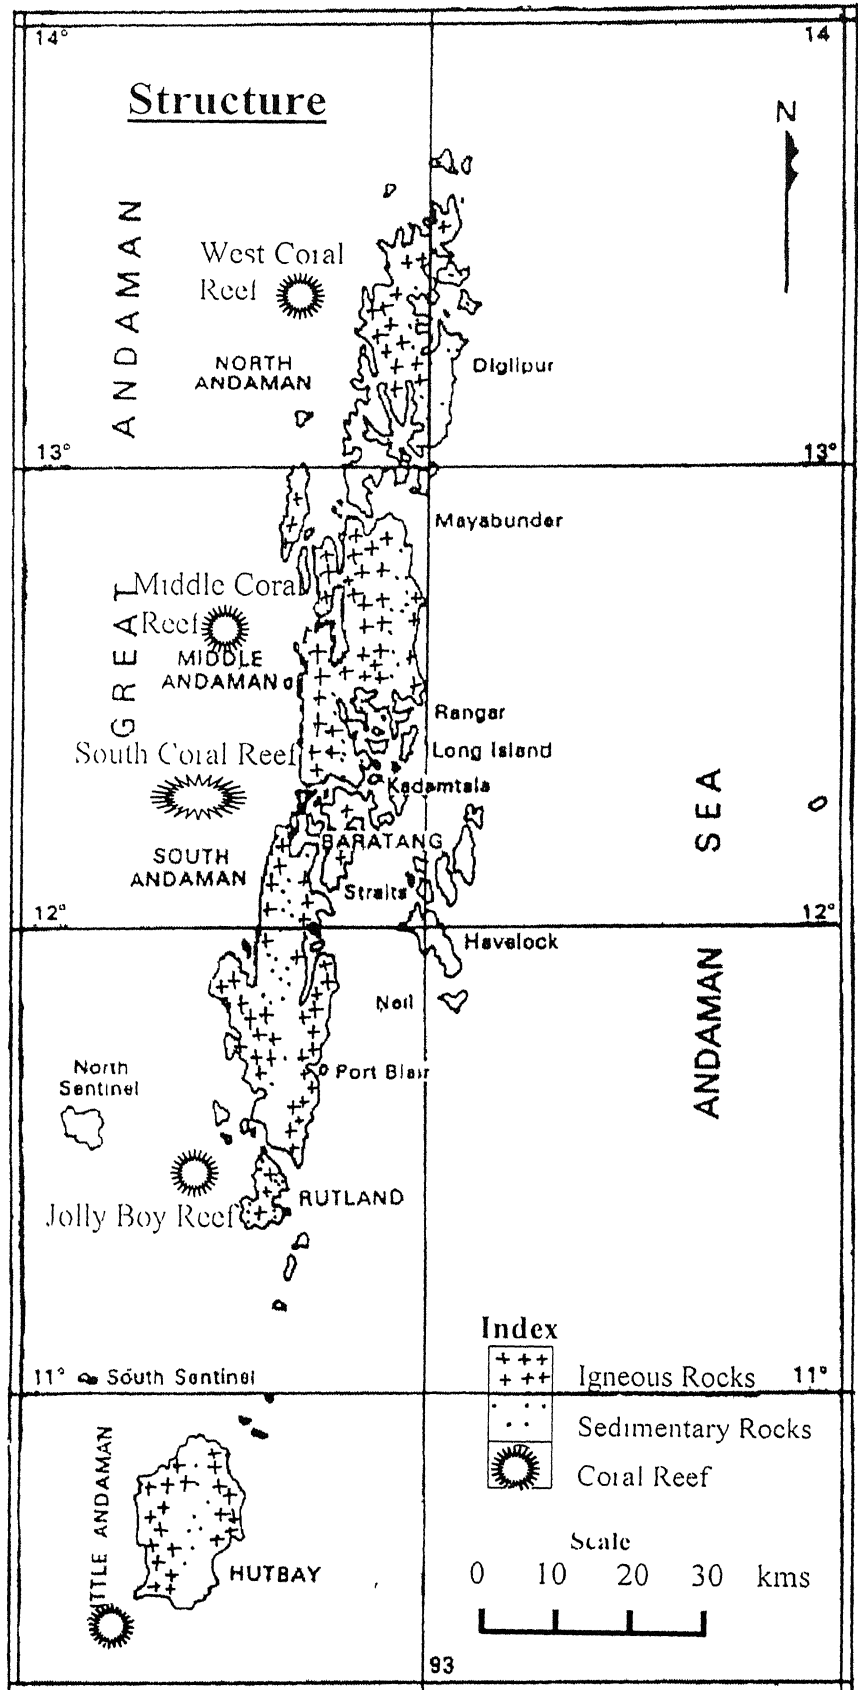 14°
14
Structure
N
West Coral
Reef
NORTH
ANDAMAN
Diglipur
GREAT ANDAMAN
13°
13°
Mayabunder
Middle Coral
Reef
MIDDLE
ANDAMAN
Rangar
Long Island
South Coral Reef
Kadamtala
BARATANG
SOUTH
ANDAMAN
Straits
ANDAMAN SEA
12°
12°
Havelock
Neil
North
Sentinel
Port Blair
Jolly Boy Reef
RUTLAND
11°
South Sentinel
11°
Index
Igneous Rocks
Sedimentary Rocks
Coral Reef
ITTLE ANDAMAN
HUTBAY
Scale
0 10 20 30 kms
93